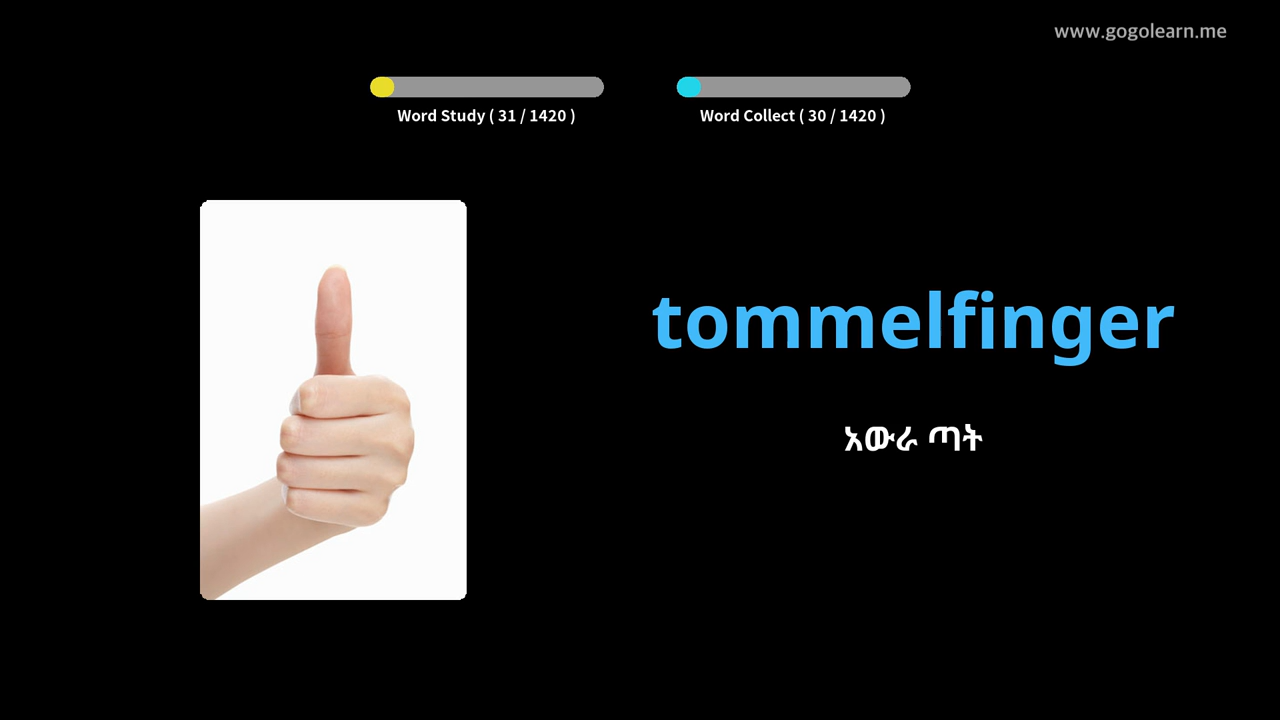 www.gogolearn.me
Word Study ( 31 / 1420 )
Word Collect ( 30 / 1420 )
tommelfinger
አውራ ጣት